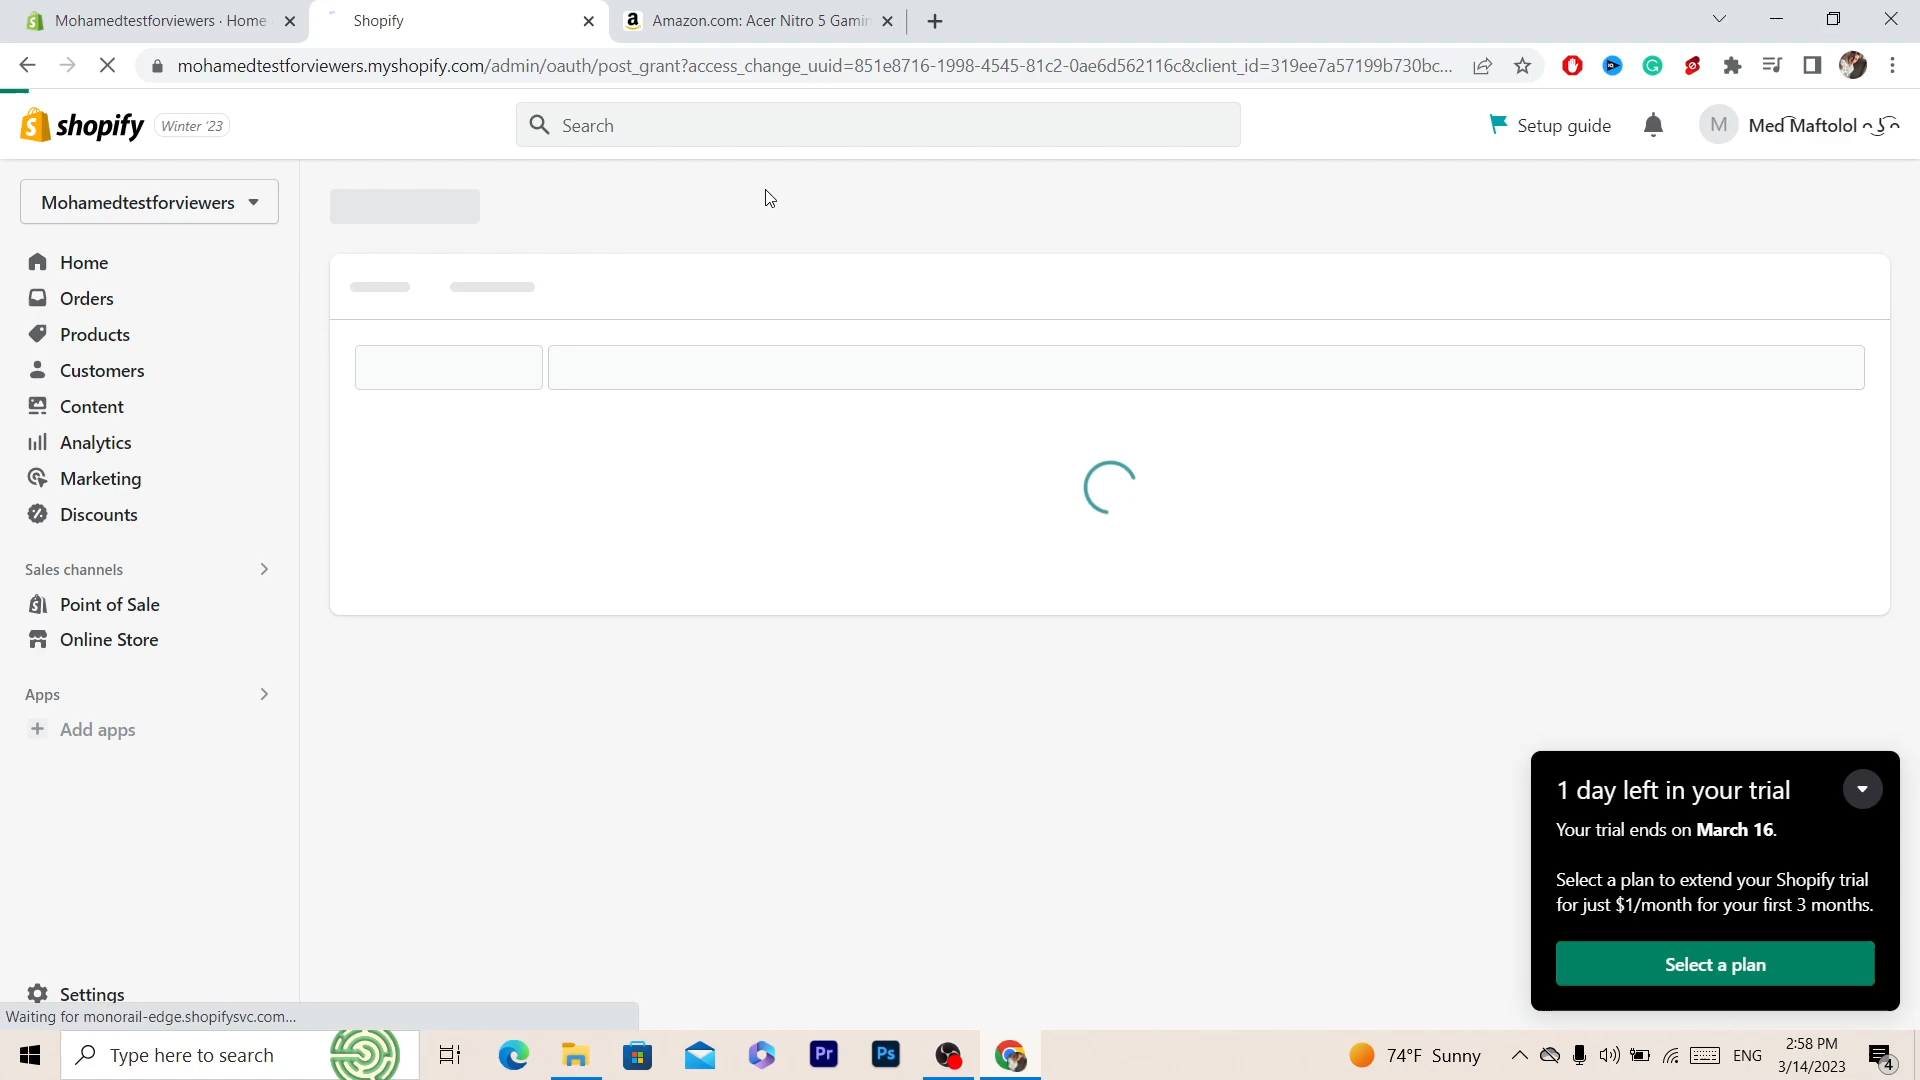 Mohamedtestforviewers · Home
Shopify
Amazon.com: Acer Nitro 5 Gamin
mohamedtestforviewers.myshopify.com/admin/oauth/post_grant?access_change_uuid=851e8716-1998-4545-81c2-0ae6d562116c&client_id=319ee7a57199b730bc...
shopify
Winter '23
Search
Setup guide
M
Med Maftolol
Mohamedtestforviewers
Home
Orders
Products
Customers
Content
Analytics
Marketing
Discounts
Sales channels
Point of Sale
Online Store
Apps
Add apps
1 day left in your trial
Your trial ends on March 16.
Select a plan to extend your Shopify trial
for just $1/month for your first 3 months.
Select a plan
Settings
Waiting for monorail-edge.shopifysvc.com...
Type here to search
Pr
Ps
74°F Sunny
ENG
2:58 PM
3/14/2023
4